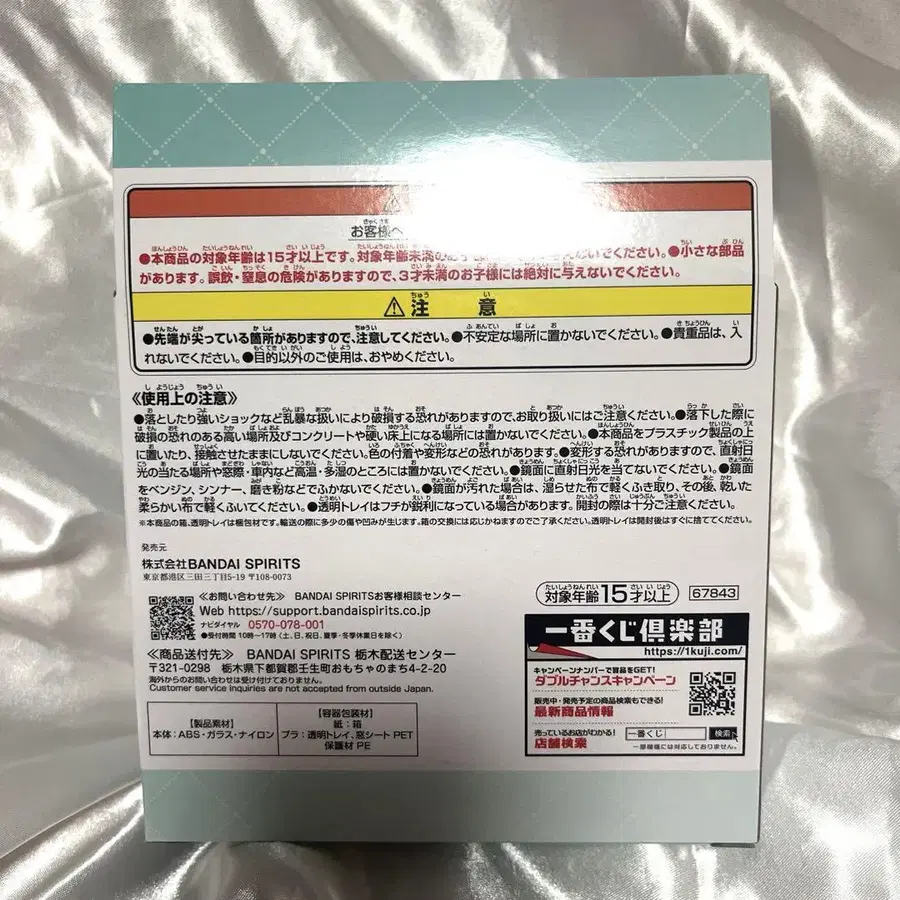 お客様へ
●本商品の対象年齢は15才以上です。対象年齢未満の
でください。●小さな部品
があります。誤飲・窒息の危険がありますので、3才未満のお子様には絶対に与えないでください。
⚠注 意
●先端が尖っている箇所がありますので、注意してください。●不安定な場所に置かないでください。●貴重品は、入
れないでください。●目的以外のご使用は、おやめください。
《使用上の注意》
●落としたり強いショックなど乱暴な扱いにより破損する恐れがありますので、お取り扱いにはご注意ください。●落下した際に
破損の恐れのある高い場所及びコンクリートや硬い床上になる場所には置かないでください。●本商品をプラスチック製品の上
に置いたり、接触させたままにしないでください。色の付着や変形などの恐れがあります。●変形する恐れがありますので、直射日
光の当たる場所や窓際・車内など高温・多湿のところには置かないでください。●鏡面に直射日光を当てないでください。●鏡面
をベンジン、シンナー、磨き粉などでふかないでください。●鏡面が汚れた場合は、湿らせた布で軽くふき取り、その後、乾いた
柔らかい布で軽くふいてください。●透明トレイはフチが鋭利になっている場合があります。開封の際は十分ご注意ください。
※本商品の箱、透明トレイは梱包材です。輸送の際に多少の傷や凹みが生じます。箱の交換には応じかねますのでご了承ください。透明トレイは開封後はすぐに捨ててください。
発売元
株式会社BANDAI SPIRITS
東京都港区三田三丁目5-19 〒108-0073
≪お問い合わせ先≫ BANDAI SPIRITSお客様相談センター
Web https://support.bandaispirits.co.jp
ナビダイヤル 0570-078-001
●受付時間 10時~17時(土、日、祝日、夏季・冬季休業日を除く)
≪商品送付先≫ BANDAI SPIRITS 栃木配送センター
〒321-0298 栃木県下都賀郡壬生町おもちゃのまち4-2-20
海外からのお問い合わせは受け付けておりません。
Customer service inquiries are not accepted from outside Japan.
【製品素材】
本体:ABS・ガラス・ナイロン
【容器包装材】
紙:箱
プラ:透明トレイ、窓シート PET
保護材 PE
対象年齢15才以上
67843
一番くじ倶楽部
https://1kuji.com/
キャンペーンナンバーで容品をGET!
ダブルチャンスキャンペーン
販売中・発売予定の商品検索もできる!
最新商品情報
売っているお店がわかる!
店舗検索
一番くじ
検索
一部機種には対応しておりません。